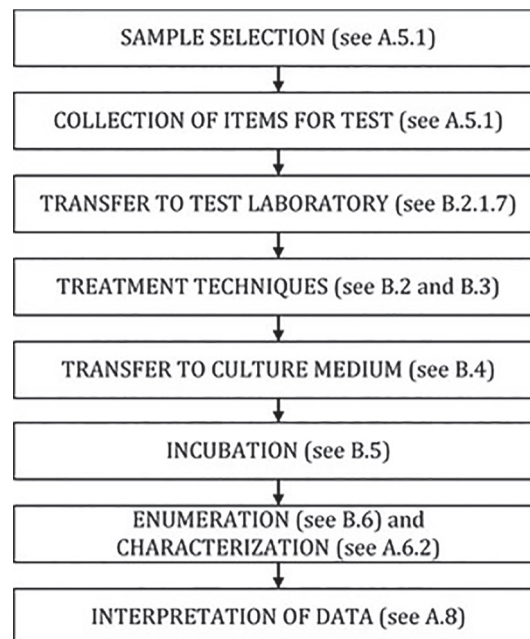 SAMPLE SELECTION (see A.5.1)
COLLECTION OF ITEMS FOR TEST (see A.5.1)
TRANSFER TO TEST LABORATORY (see B.2.1.7)
TREATMENT TECHNIQUES (see B.2 and B.3)
TRANSFER TO CULTURE MEDIUM (see B.4)
INCUBATION (see B.5)
ENUMERATION (see B.6) and
CHARACTERIZATION (see A.6.2)
INTERPRETATION OF DATA (see A.8)